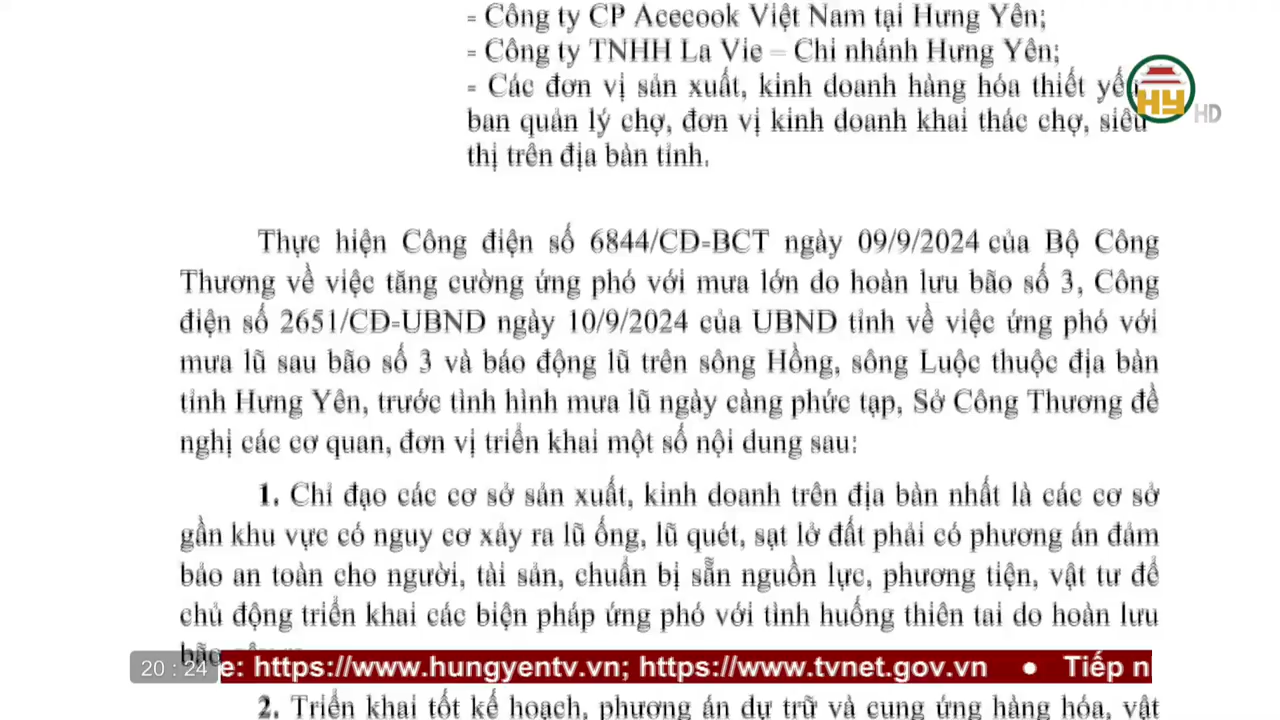 - Công ty CP Acecook Việt Nam tại Hưng Yên;
- Công ty TNHH La Vie – Chi nhánh Hưng Yên;
- Các đơn vị sản xuất, kinh doanh hàng hóa thiết yếu
ban quản lý chợ, đơn vị kinh doanh khai thác chợ, siêu
thị trên địa bàn tỉnh.
HY HD
Thực hiện Công điện số 6844/CD-BCT ngày 09/9/2024 của Bộ Công
Thương về việc tăng cường ứng phó với mưa lớn do hoàn lưu bão số 3, Công
điện số 2651/CD-UBND ngày 10/9/2024 của UBND tỉnh về việc ứng phó với
mưa lũ sau bão số 3 và báo động lũ trên sông Hồng, sông Luộc thuộc địa bàn
tỉnh Hưng Yên, trước tình hình mưa lũ ngày càng phức tạp, Sở Công Thương đề
nghị các cơ quan, đơn vị triển khai một số nội dung sau:
1. Chỉ đạo các cơ sở sản xuất, kinh doanh trên địa bàn nhất là các cơ sở
gần khu vực có nguy cơ xảy ra lũ ống, lũ quét, sạt lở đất phải có phương án đảm
bảo an toàn cho người, tài sản, chuẩn bị sẵn nguồn lực, phương tiện, vật tư để
chủ động triển khai các biện pháp ứng phó với tình huống thiên tai do hoàn lưu
bão
20 : 24 e: https://www.hungyentv.vn; https://www.tvnet.gov.vn ● Tiếp n
2. Triển khai tốt kế hoạch, phương án dự trữ và cung ứng hàng hóa, vật